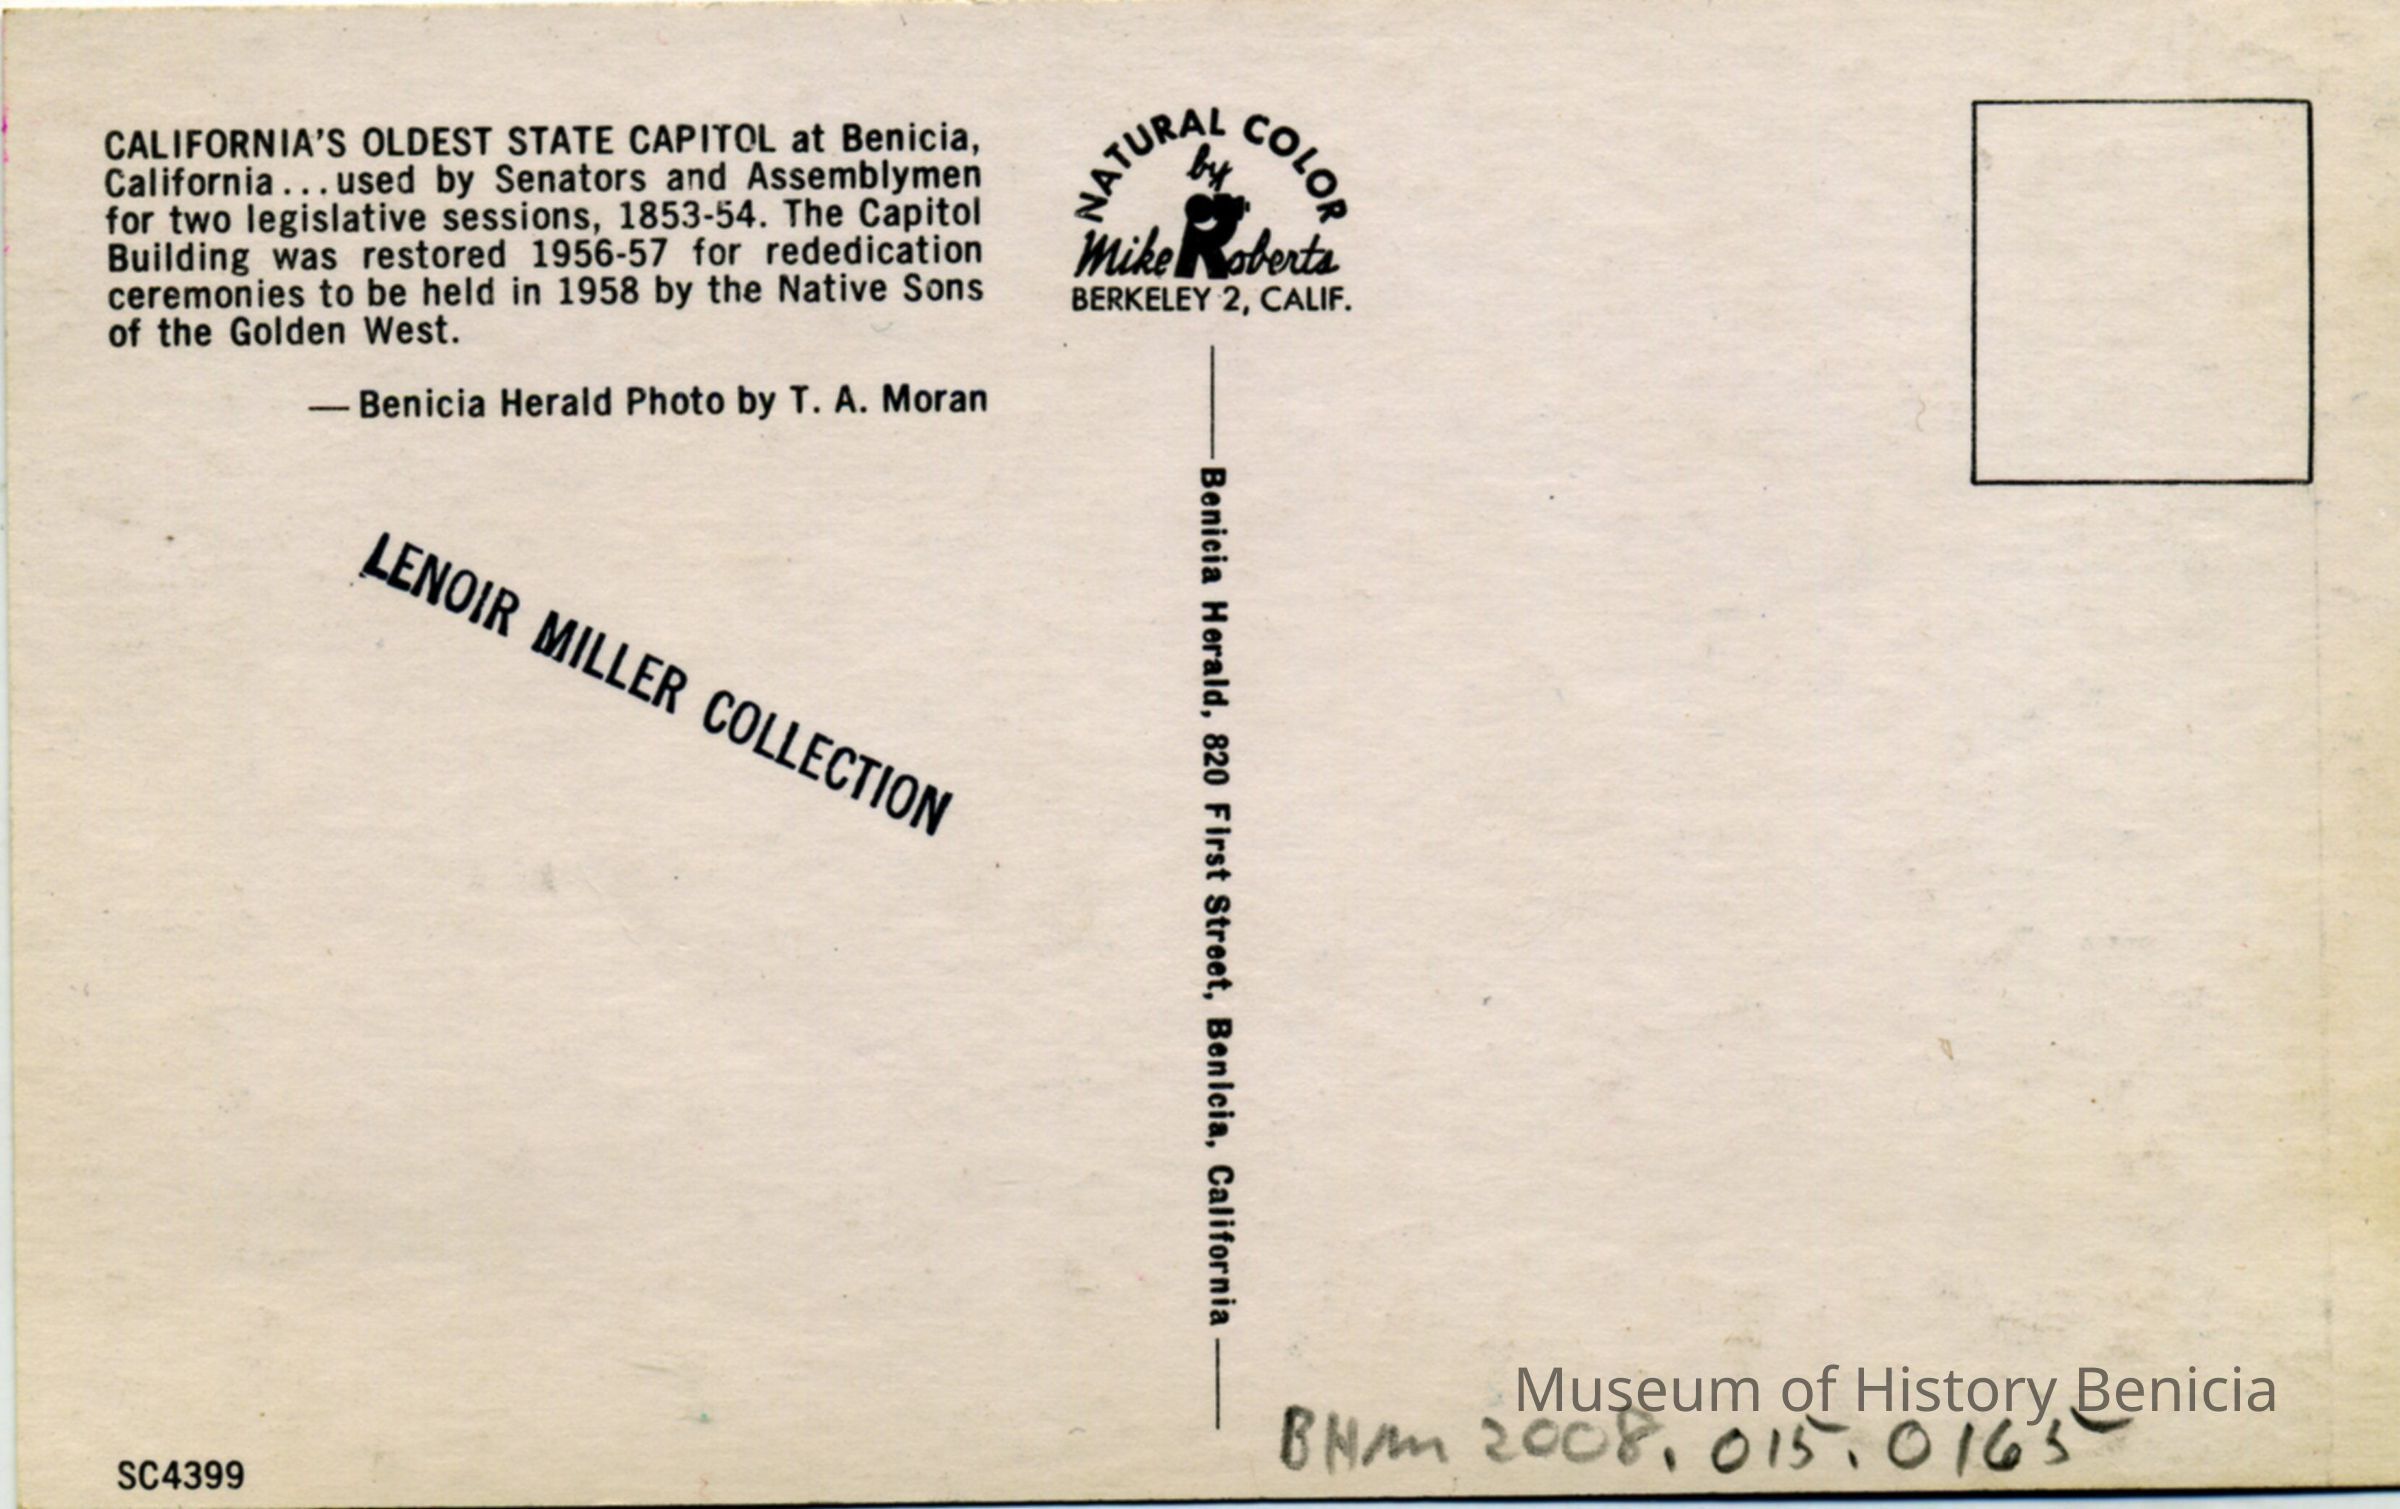 CALIFORNIA'S OLDEST STATE CAPITOL at Benicia,
California...used by Senators and Assemblymen
for two legislative sessions, 1853-54. The Capitol
Building was restored 1956-57 for rededication
ceremonies to be held in 1958 by the Native Sons
of the Golden West.
— Benicia Herald Photo by T. A. Moran
LENOIR MILLER COLLECTION
SC4399
NATURAL COLOR
by
Mike Roberts
BERKELEY 2, CALIF.
Benicia Herald, 820 First Street, Benicia, California
Museum of History Benicia
BHM 2008.015.0165